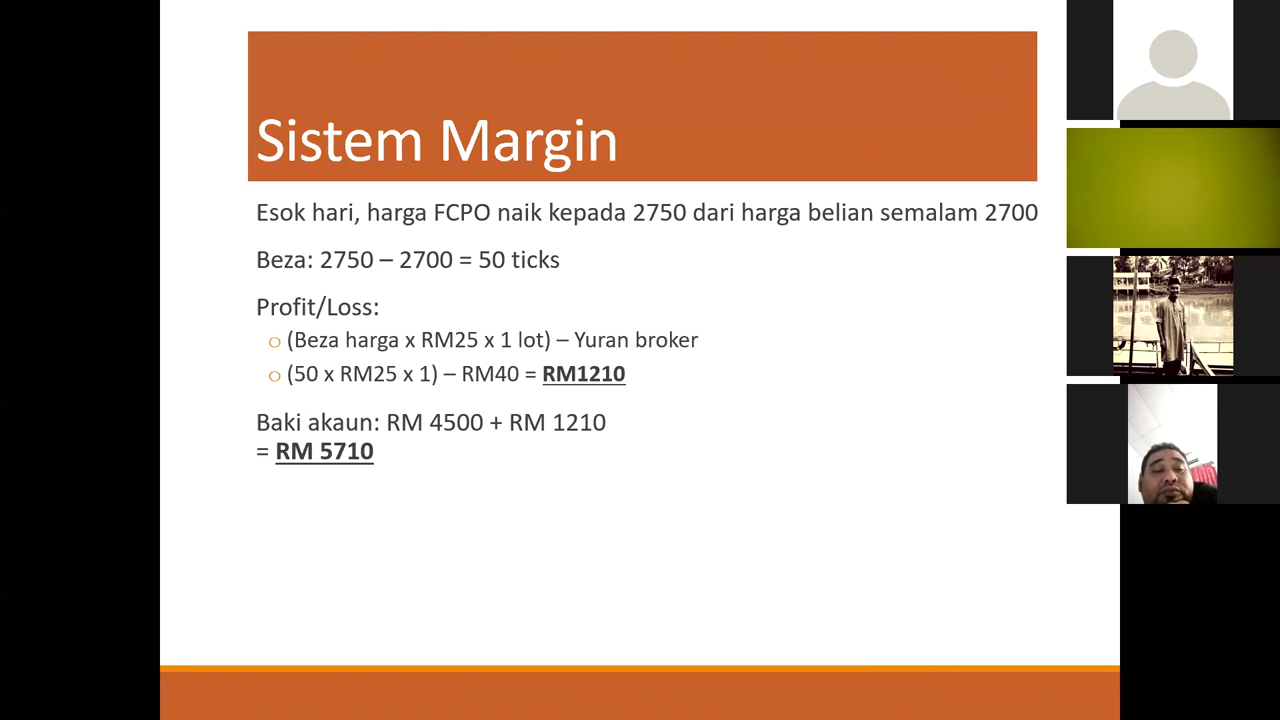 Sistem Margin
Esok hari, harga FCPO naik kepada 2750 dari harga belian semalam 2700
Beza: 2750 – 2700 = 50 ticks
Profit/Loss:
(Beza harga x RM25 x 1 lot) – Yuran broker
(50 x RM25 x 1) – RM40 = RM1210
Baki akaun: RM 4500 + RM 1210
= RM 5710